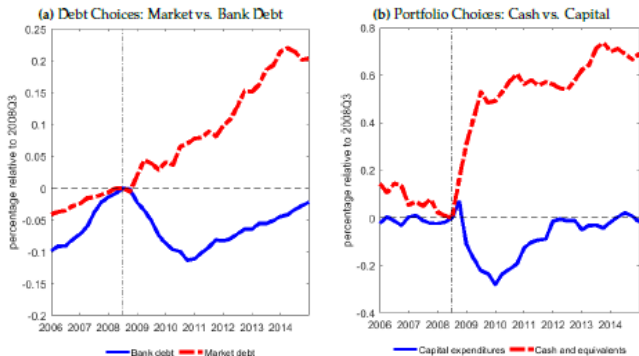 (a) Debt Choices: Market vs. Bank Debt
percentage relative to 2008Q3
0.25
0.2
0.15
0.1
0.05
0
-0.05
-0.1
-0.15
-0.2
2006 2007 2008 2009 2010 2011 2012 2013 2014
Bank debt Market debt
(b) Portfolio Choices: Cash vs. Capital
percentage relative to 2008Q3
0.8
0.6
0.4
0.2
0
-0.2
-0.4
2006 2007 2008 2009 2010 2011 2012 2013 2014
Capital expenditures Cash and equivalents